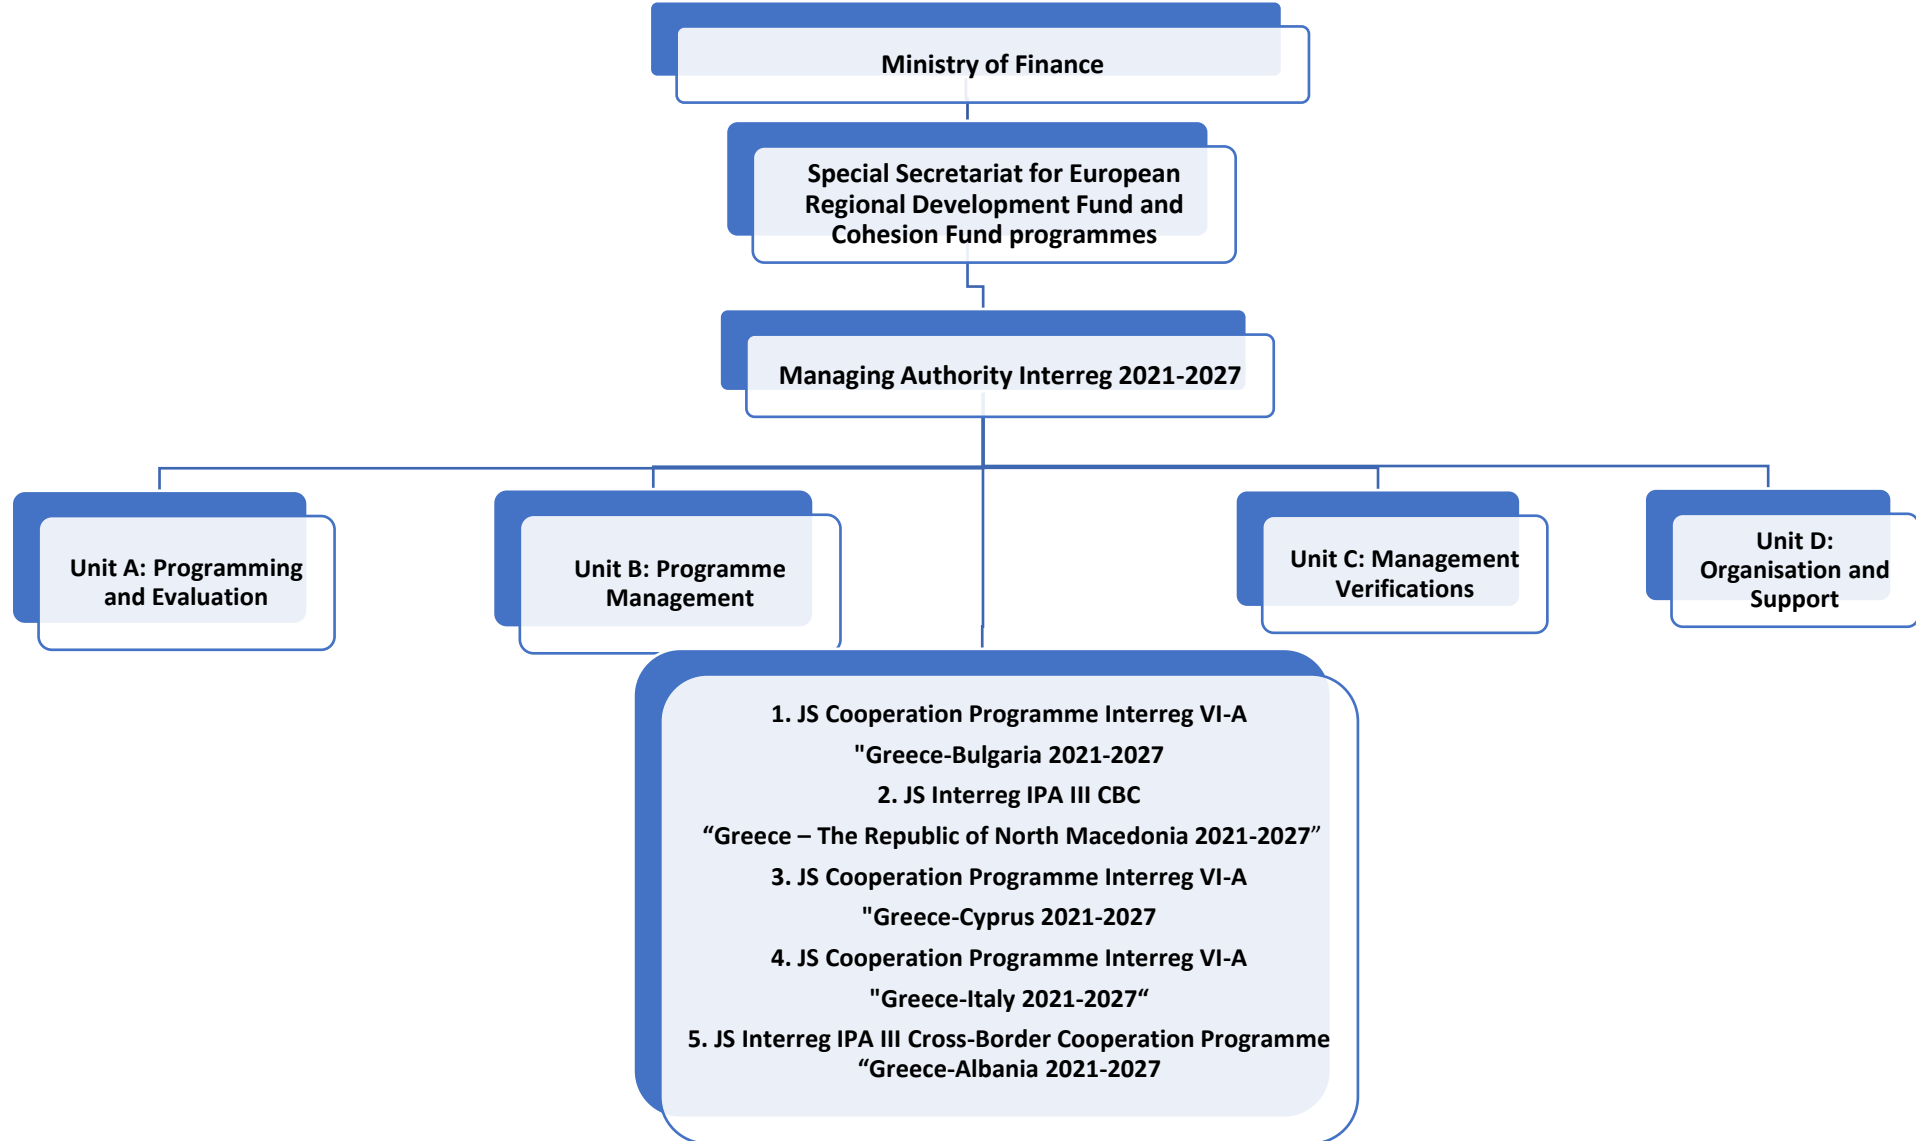 Ministry of Finance
Special Secretariat for European
Regional Development Fund and
Cohesion Fund programmes
Managing Authority Interreg 2021-2027
Unit A: Programming
and Evaluation
Unit B: Programme
Management
Unit C: Management
Verifications
Unit D:
Organisation and
Support
1. JS Cooperation Programme Interreg VI-A
"Greece-Bulgaria 2021-2027
2. JS Interreg IPA III CBC
“Greece – The Republic of North Macedonia 2021-2027”
3. JS Cooperation Programme Interreg VI-A
"Greece-Cyprus 2021-2027
4. JS Cooperation Programme Interreg VI-A
"Greece-Italy 2021-2027“
5. JS Interreg IPA III Cross-Border Cooperation Programme
“Greece-Albania 2021-2027